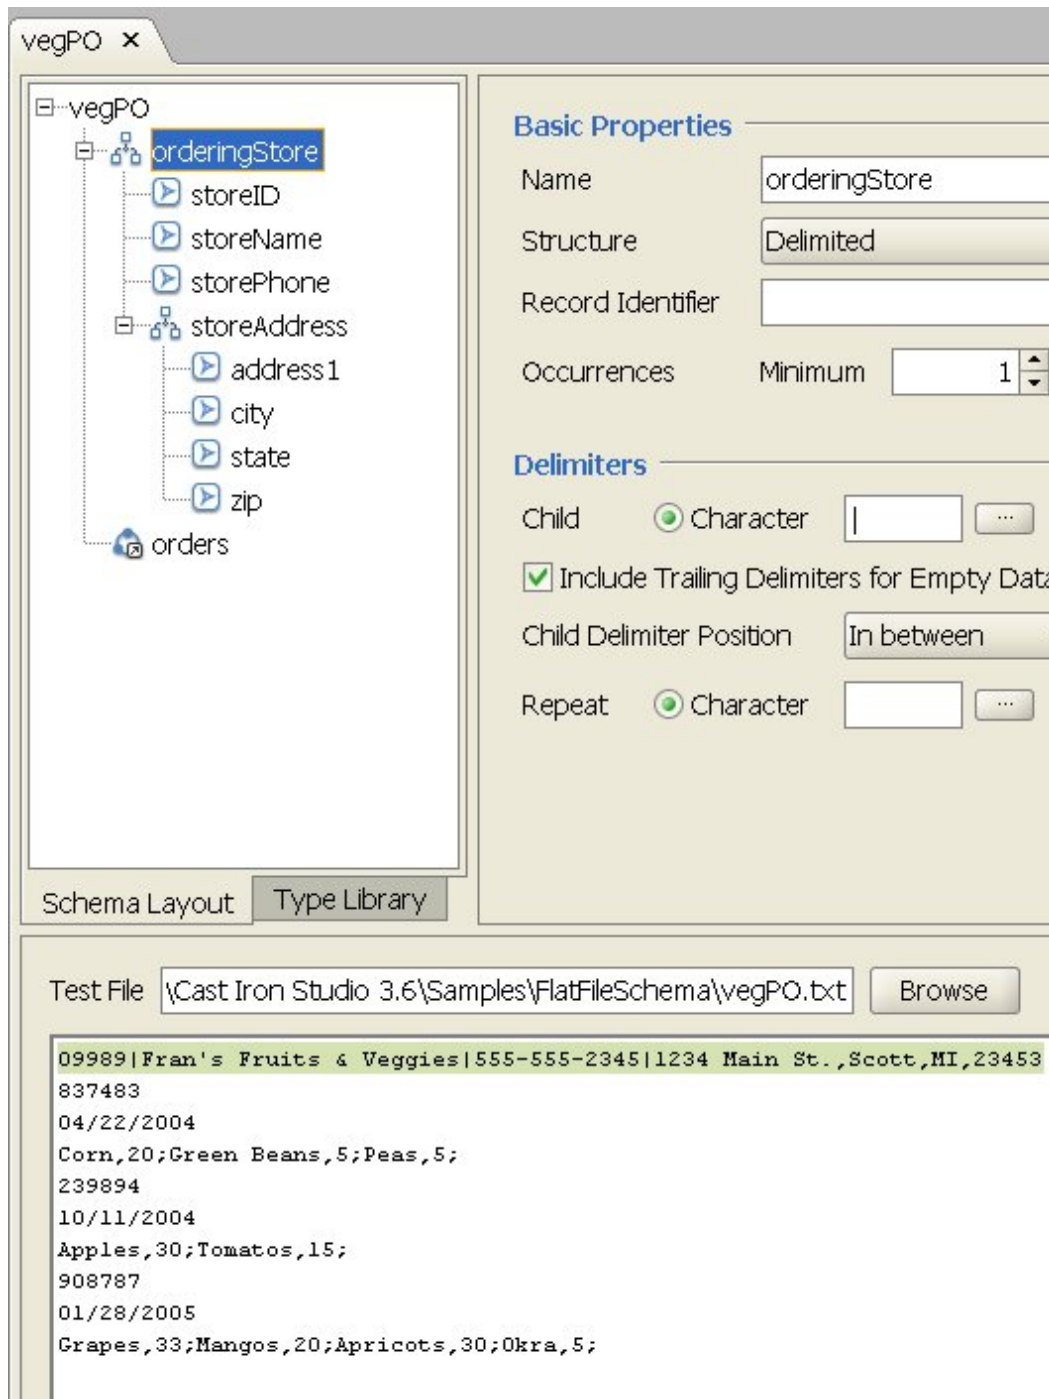 vegPO ×
vegPO
orderingStore
storeID
storeName
storePhone
storeAddress
address1
city
state
zip
orders
Schema Layout
Type Library
Basic Properties
Name orderingStore
Structure Delimited
Record Identifier
Occurrences Minimum 1
Delimiters
Child Character | ...
Include Trailing Delimiters for Empty Data
Child Delimiter Position In between
Repeat Character ...
Test File \Cast Iron Studio 3.6\Samples\FlatFileSchema\vegPO.txt Browse
09989|Fran's Fruits & Veggies|555-555-2345|1234 Main St.,Scott,MI,23453
837483
04/22/2004
Corn,20;Green Beans,5;Peas,5;
239894
10/11/2004
Apples,30;Tomatos,15;
908787
01/28/2005
Grapes,33;Mangos,20;Apricots,30;Okra,5;